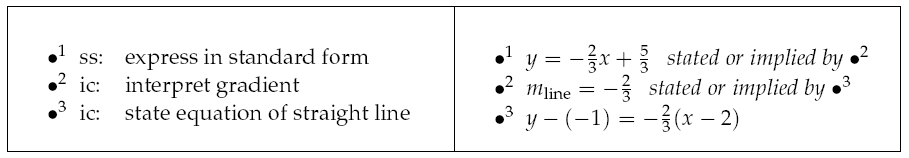 •¹ ss: express in standard form
•² ic: interpret gradient
•³ ic: state equation of straight line
•¹ y = −2/3x + 5/3 stated or implied by •²
•² m_line = −2/3 stated or implied by •³
•³ y − (−1) = −2/3(x − 2)